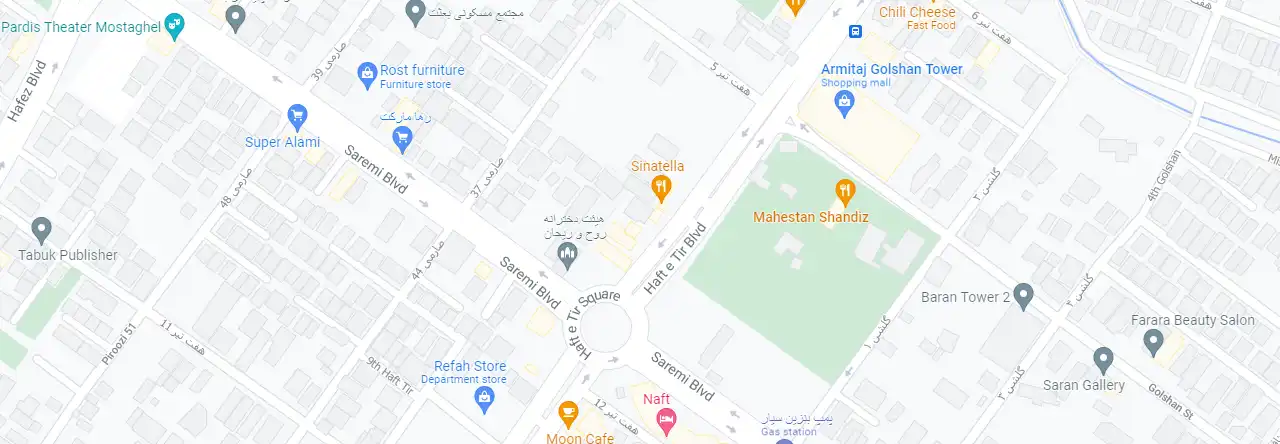 Pardis Theater Mostaghel
مجتمع مسکونی بعثت
Chili Cheese
Fast Food
هفت تیر 6
Hafez Blvd
صارمی 39
Rost furniture
Furniture store
هفت تیر 5
Armitaj Golshan Tower
Shopping mall
Super Alami
رها مارکت
Saremi Blvd
Sinatella
صارمی 48
صارمی 37
گلشن 2
4th Golshan
Mahestan Shandiz
هیئت دخترانه
روح و ریحان
Tabuk Publisher
صارمی 44
Saremi Blvd
Haft e Tir Blvd
Haft e Tir Square
Baran Tower 2
Farara Beauty Salon
Piroozi 51
هفت تیر 11
9th Haft Tir
گلشن 1
Refah Store
Department store
Saremi Blvd
Saran Gallery
Golshan St
هفت تیر 12
Naft
Moon Cafe
پمپ بنزین سپار
Gas station